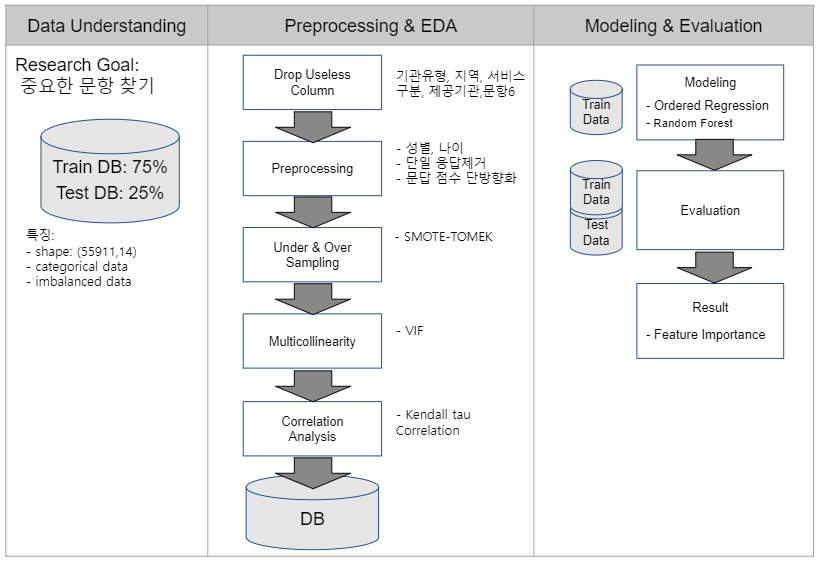 Data Understanding
Research Goal:
중요한 문항 찾기
Train DB: 75%
Test DB: 25%
특징:
- shape: (55911,14)
- categorical data
- imbalanced data
Preprocessing & EDA
Drop Useless
Column
기관유형, 지역, 서비스
구분, 제공기관,문항6
Preprocessing
- 성별, 나이
- 단일 응답제거
- 문답 점수 단방향화
Under & Over
Sampling
- SMOTE-TOMEK
Multicollinearity
- VIF
Correlation
Analysis
- Kendall tau
Correlation
DB
Modeling & Evaluation
Train
Data
Modeling
- Ordered Regression
- Random Forest
Train
Data
Test
Data
Evaluation
Result
- Feature Importance